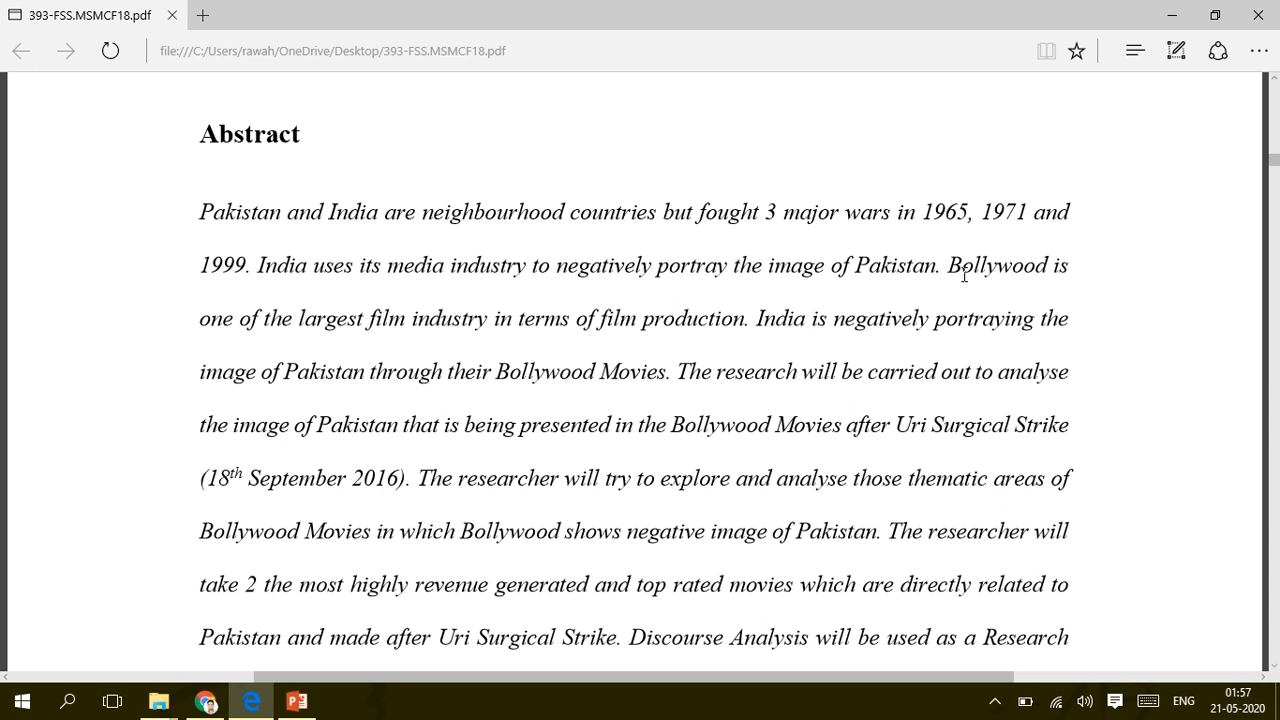 393-FSS.MSMCF18.pdf
file:///C:/Users/rawah/OneDrive/Desktop/393-FSS.MSMCF18.pdf
Abstract
Pakistan and India are neighbourhood countries but fought 3 major wars in 1965, 1971 and
1999. India uses its media industry to negatively portray the image of Pakistan. Bollywood is
one of the largest film industry in terms of film production. India is negatively portraying the
image of Pakistan through their Bollywood Movies. The research will be carried out to analyse
the image of Pakistan that is being presented in the Bollywood Movies after Uri Surgical Strike
(18th September 2016). The researcher will try to explore and analyse those thematic areas of
Bollywood Movies in which Bollywood shows negative image of Pakistan. The researcher will
take 2 the most highly revenue generated and top rated movies which are directly related to
Pakistan and made after Uri Surgical Strike. Discourse Analysis will be used as a Research
ENG
01:57
21-05-2020